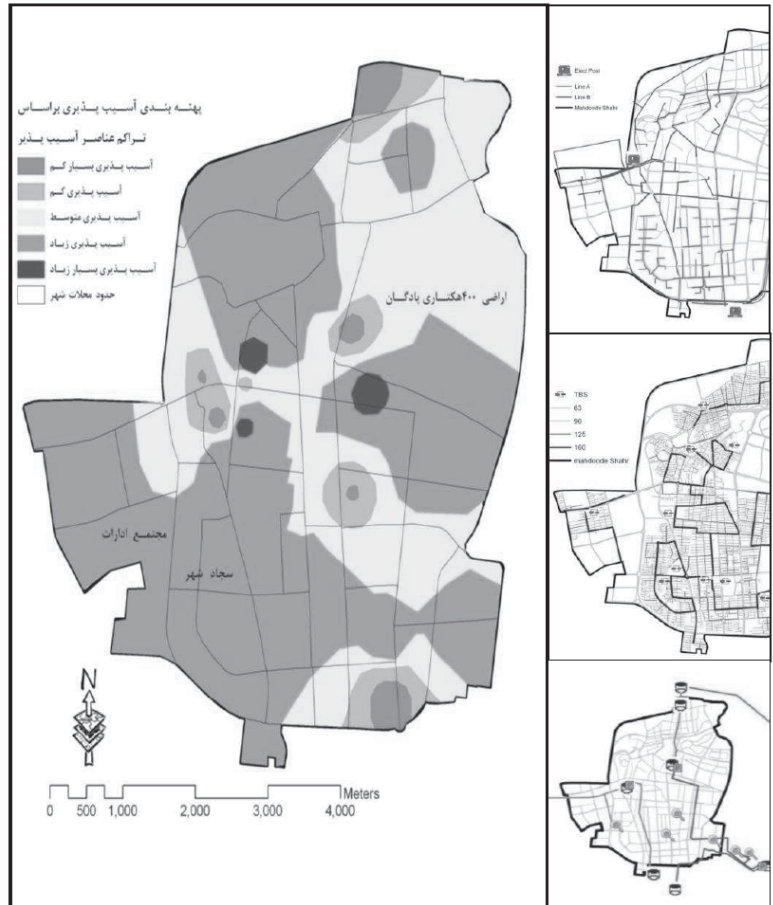 پهنه بندی آسیب پذیری براساس
تراکم عناصر آسیب پذیر
آسیب پذیری بسیار کم
آسیب پذیری کم
آسیب پذیری متوسط
آسیب پذیری زیاد
آسیب پذیری بسیار زیاد
حدود محلات شهر
اراضی ۴۰۰هکتاری پادگان
مجتمع ادارات
سجاد شهر
N
Meters
0 500 1,000 2,000 3,000 4,000
Elect Post
Line A
Line B
Mahdoode Shahr
TBS
63
90
125
160
mahdoode Shahr